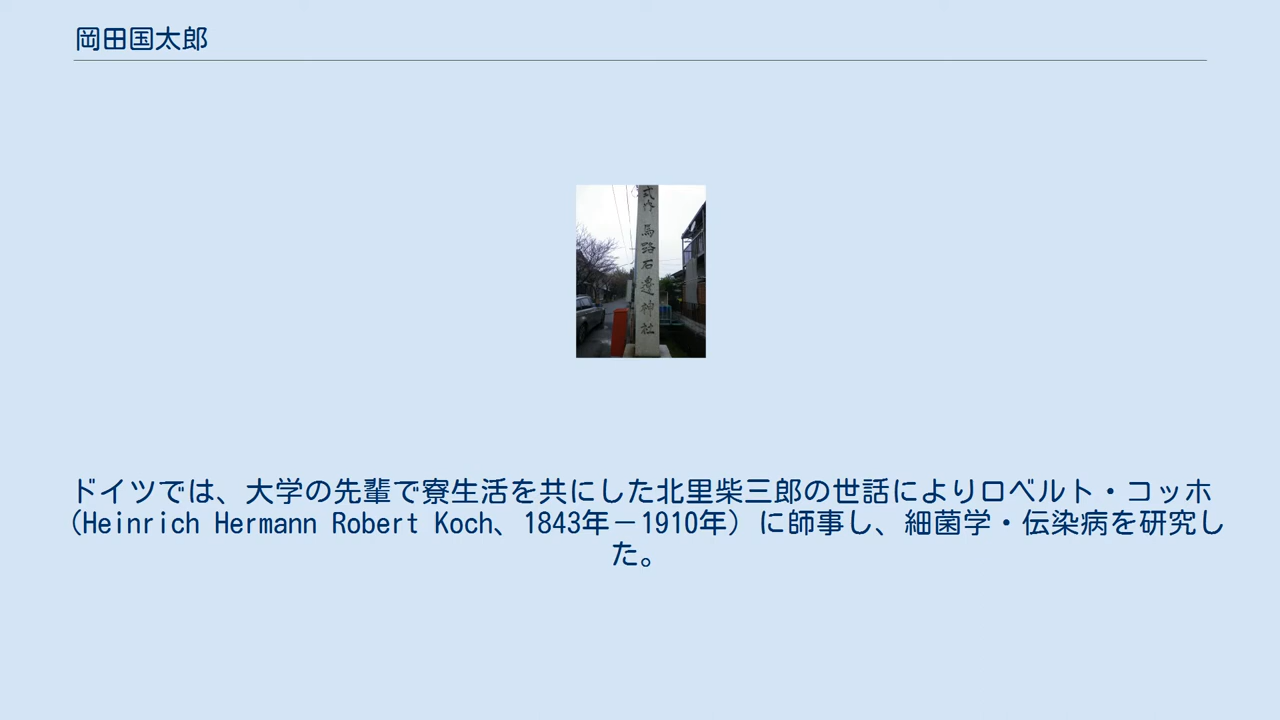 岡田国太郎
式内 馬路石邊神社
ドイツでは、大学の先輩で寮生活を共にした北里柴三郎の世話によりロベルト・コッホ
(Heinrich Hermann Robert Koch、1843年－1910年）に師事し、細菌学・伝染病を研究し
た。